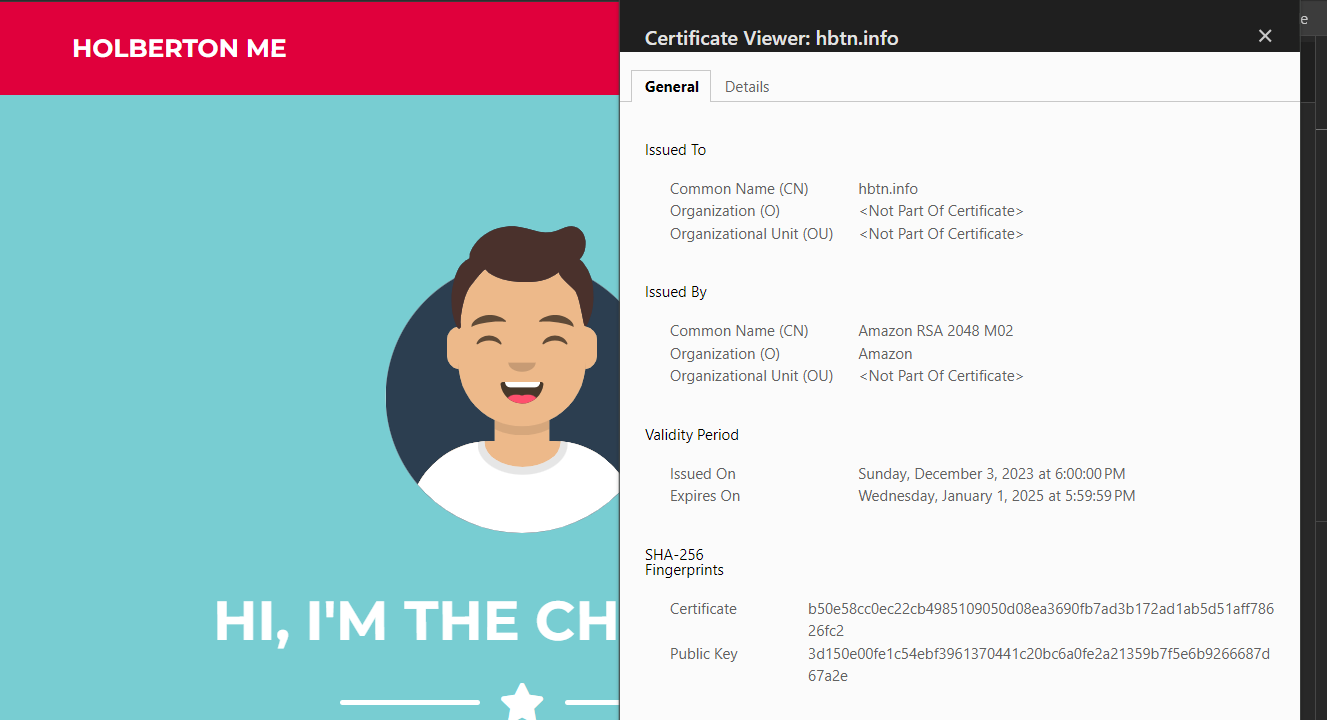 HOLBERTON ME
Certificate Viewer: hbtn.info
e
General Details
Issued To
Common Name (CN) hbtn.info
Organization (O) <Not Part Of Certificate>
Organizational Unit (OU) <Not Part Of Certificate>
Issued By
Common Name (CN) Amazon RSA 2048 M02
Organization (O) Amazon
Organizational Unit (OU) <Not Part Of Certificate>
Validity Period
Issued On Sunday, December 3, 2023 at 6:00:00 PM
Expires On Wednesday, January 1, 2025 at 5:59:59 PM
SHA-256
Fingerprints
Certificate b50e58cc0ec22cb4985109050d08ea3690fb7ad3b172ad1ab5d51aff786
26fc2
Public Key 3d150e00fe1c54ebf3961370441c20bc6a0fe2a21359b7f5e6b9266687d
67a2e
HI, I'M THE CH